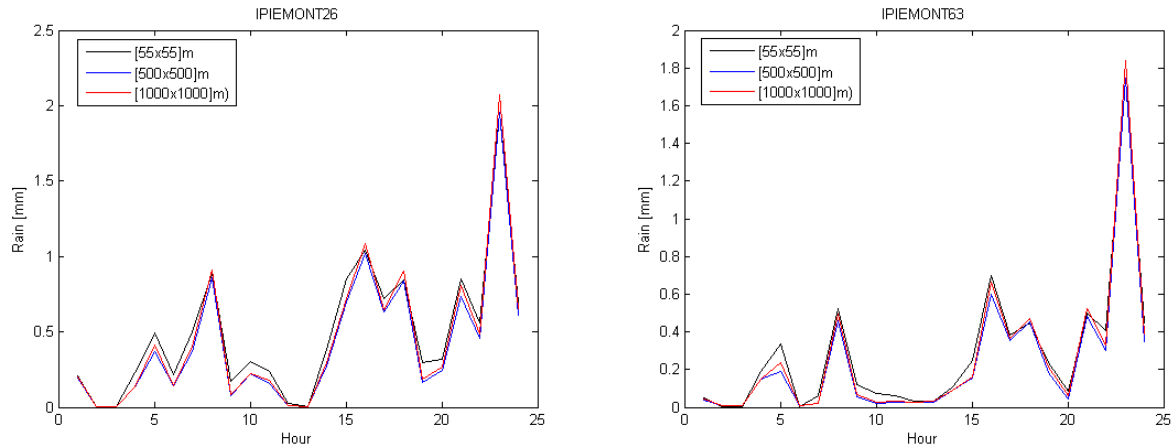 IPIEMONT26
2.5
2
1.5
1
0.5
0
Rain [mm]
[55x55]m
[500x500]m
[1000x1000]m)
0 5 10 15 20 25
Hour
IPIEMONT63
2
1.8
1.6
1.4
1.2
1
0.8
0.6
0.4
0.2
0
Rain [mm]
[55x55]m
[500x500]m
[1000x1000]m)
0 5 10 15 20 25
Hour